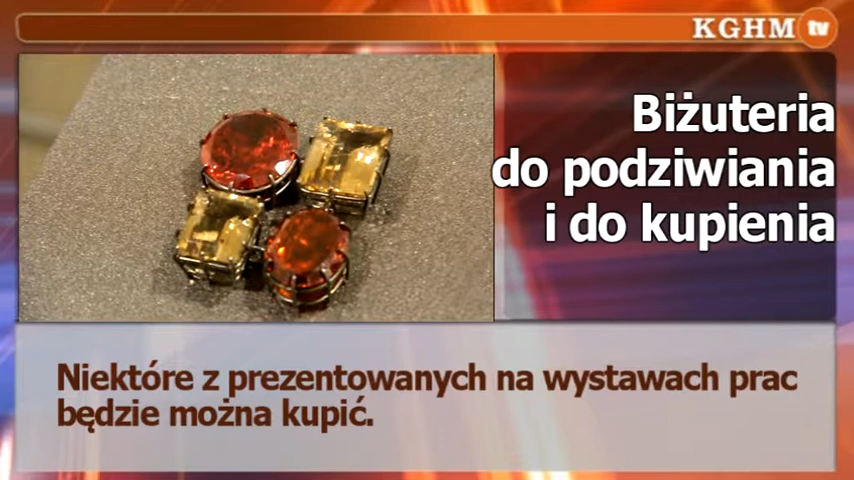 KGHM tv
Biżuteria
do podziwiania
i do kupienia
Niektóre z prezentowanych na wystawach prac
będzie można kupić.